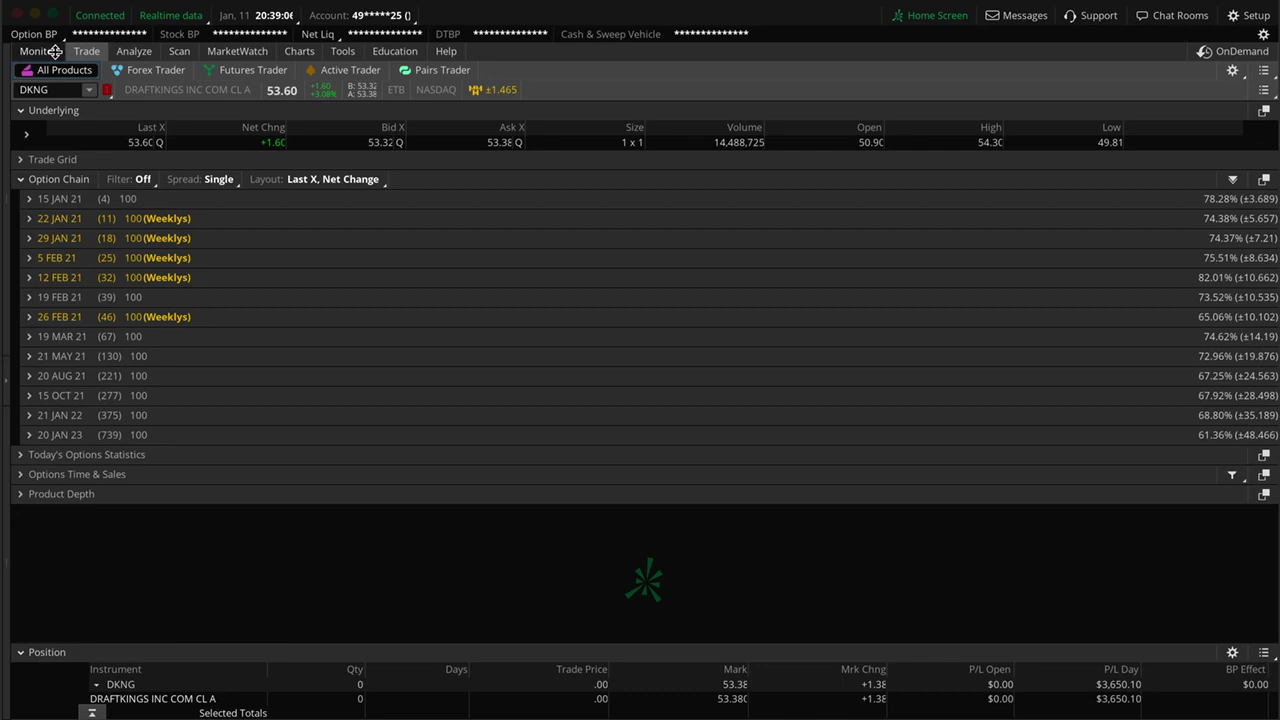 Connected Realtime data Jan, 11 20:39:06 Account: 49*****25 () Home Screen Messages Support Chat Rooms Setup
Option BP ************** Stock BP ************** Net Liq ************** DTBP ************** Cash & Sweep Vehicle **************
Monitor Trade Analyze Scan MarketWatch Charts Tools Education Help OnDemand
All Products Forex Trader Futures Trader Active Trader Pairs Trader
DKNG 1 DRAFTKINGS INC COM CL A 53.60 +1.60 +3.08% B: 53.32 A: 53.38 ETB NASDAQ ±1.465
Underlying
Last X Net Chng Bid X Ask X Size Volume Open High Low
53.60 Q +1.60 53.32 Q 53.38 Q 1 x 1 14,488,725 50.90 54.30 49.81
Trade Grid
Option Chain Filter: Off Spread: Single Layout: Last X, Net Change
15 JAN 21 (4) 100 78.28% (±3.689)
22 JAN 21 (11) 100 (Weeklys) 74.38% (±5.657)
29 JAN 21 (18) 100 (Weeklys) 74.37% (±7.21)
5 FEB 21 (25) 100 (Weeklys) 75.51% (±8.634)
12 FEB 21 (32) 100 (Weeklys) 82.01% (±10.662)
19 FEB 21 (39) 100 73.52% (±10.535)
26 FEB 21 (46) 100 (Weeklys) 65.06% (±10.102)
19 MAR 21 (67) 100 74.62% (±14.19)
21 MAY 21 (130) 100 72.96% (±19.876)
20 AUG 21 (221) 100 67.25% (±24.563)
15 OCT 21 (277) 100 67.92% (±28.498)
21 JAN 22 (375) 100 68.80% (±35.189)
20 JAN 23 (739) 100 61.36% (±48.466)
Today's Options Statistics
Options Time & Sales
Product Depth
Position
Instrument Qty Days Trade Price Mark Mrk Chng P/L Open P/L Day BP Effect
DKNG 0 .00 53.38 +1.38 $0.00 $3,650.10 $0.00
DRAFTKINGS INC COM CL A 0 .00 53.380 +1.38 $0.00 $3,650.10
Selected Totals